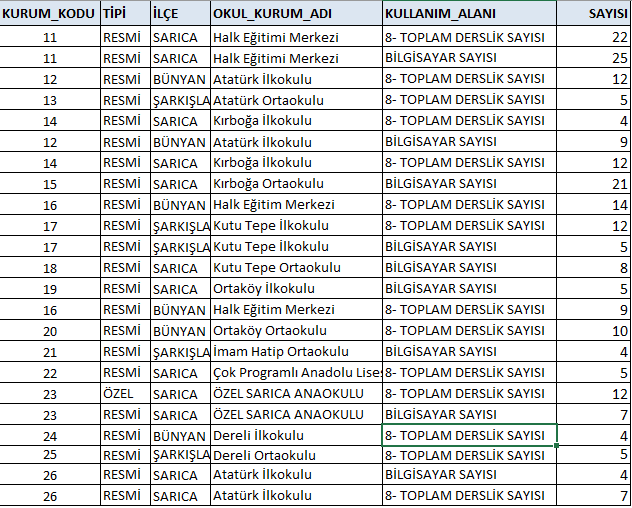 KURUM_KODU TİPİ İLÇE OKUL_KURUM_ADI KULLANIM_ALANI SAYISI
11 RESMİ SARICA Halk Eğitimi Merkezi 8- TOPLAM DERSLİK SAYISI 22
11 RESMİ SARICA Halk Eğitimi Merkezi BİLGİSAYAR SAYISI 25
12 RESMİ BÜNYAN Atatürk İlkokulu 8- TOPLAM DERSLİK SAYISI 12
13 RESMİ ŞARKIŞLA Atatürk Ortaokulu 8- TOPLAM DERSLİK SAYISI 5
14 RESMİ SARICA Kırboğa İlkokulu 8- TOPLAM DERSLİK SAYISI 4
12 RESMİ BÜNYAN Atatürk İlkokulu BİLGİSAYAR SAYISI 9
14 RESMİ SARICA Kırboğa İlkokulu 8- TOPLAM DERSLİK SAYISI 12
15 RESMİ SARICA Kırboğa Ortaokulu BİLGİSAYAR SAYISI 21
16 RESMİ BÜNYAN Halk Eğitim Merkezi 8- TOPLAM DERSLİK SAYISI 14
17 RESMİ ŞARKIŞLA Kutu Tepe İlkokulu 8- TOPLAM DERSLİK SAYISI 12
17 RESMİ ŞARKIŞLA Kutu Tepe İlkokulu BİLGİSAYAR SAYISI 5
18 RESMİ SARICA Kutu Tepe Ortaokulu BİLGİSAYAR SAYISI 8
19 RESMİ SARICA Ortaköy İlkokulu BİLGİSAYAR SAYISI 5
16 RESMİ BÜNYAN Halk Eğitim Merkezi 8- TOPLAM DERSLİK SAYISI 9
20 RESMİ BÜNYAN Ortaköy Ortaokulu 8- TOPLAM DERSLİK SAYISI 10
21 RESMİ ŞARKIŞLA İmam Hatip Ortaokulu BİLGİSAYAR SAYISI 4
22 RESMİ SARICA Çok Programlı Anadolu Lises 8- TOPLAM DERSLİK SAYISI 5
23 ÖZEL SARICA ÖZEL SARICA ANAOKULU 8- TOPLAM DERSLİK SAYISI 12
23 RESMİ SARICA ÖZEL SARICA ANAOKULU BİLGİSAYAR SAYISI 7
24 RESMİ BÜNYAN Dereli İlkokulu 8- TOPLAM DERSLİK SAYISI 4
25 RESMİ ŞARKIŞLA Dereli Ortaokulu 8- TOPLAM DERSLİK SAYISI 5
26 RESMİ SARICA Atatürk İlkokulu BİLGİSAYAR SAYISI 4
26 RESMİ SARICA Atatürk İlkokulu 8- TOPLAM DERSLİK SAYISI 7